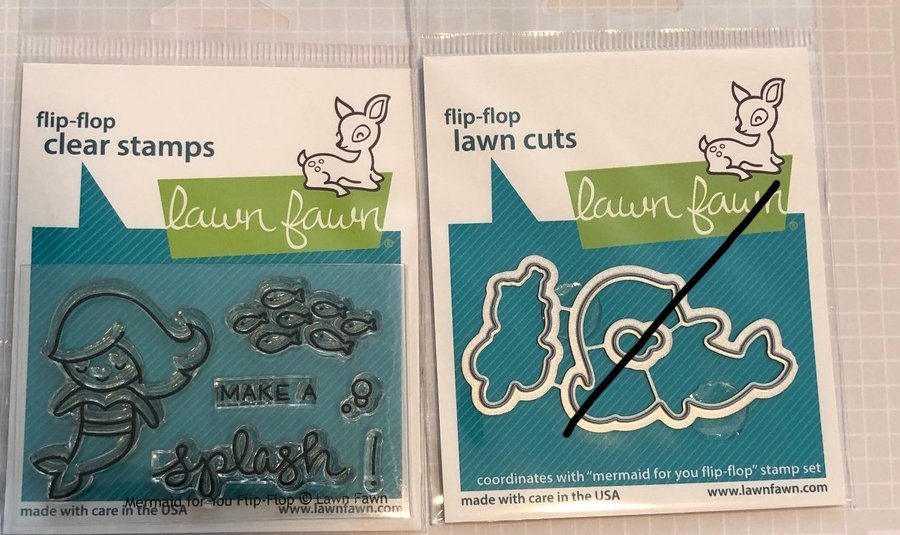 flip-flop
clear stamps
lawn fawn®
MAKE A
splash!
Mermaid for You Flip-Flop © Lawn Fawn
made with care in the USA
www.lawnfawn.com
flip-flop
lawn cuts
lawn fawn®
coordinates with "mermaid for you flip-flop" stamp set
made with care in the USA
www.lawnfawn.com